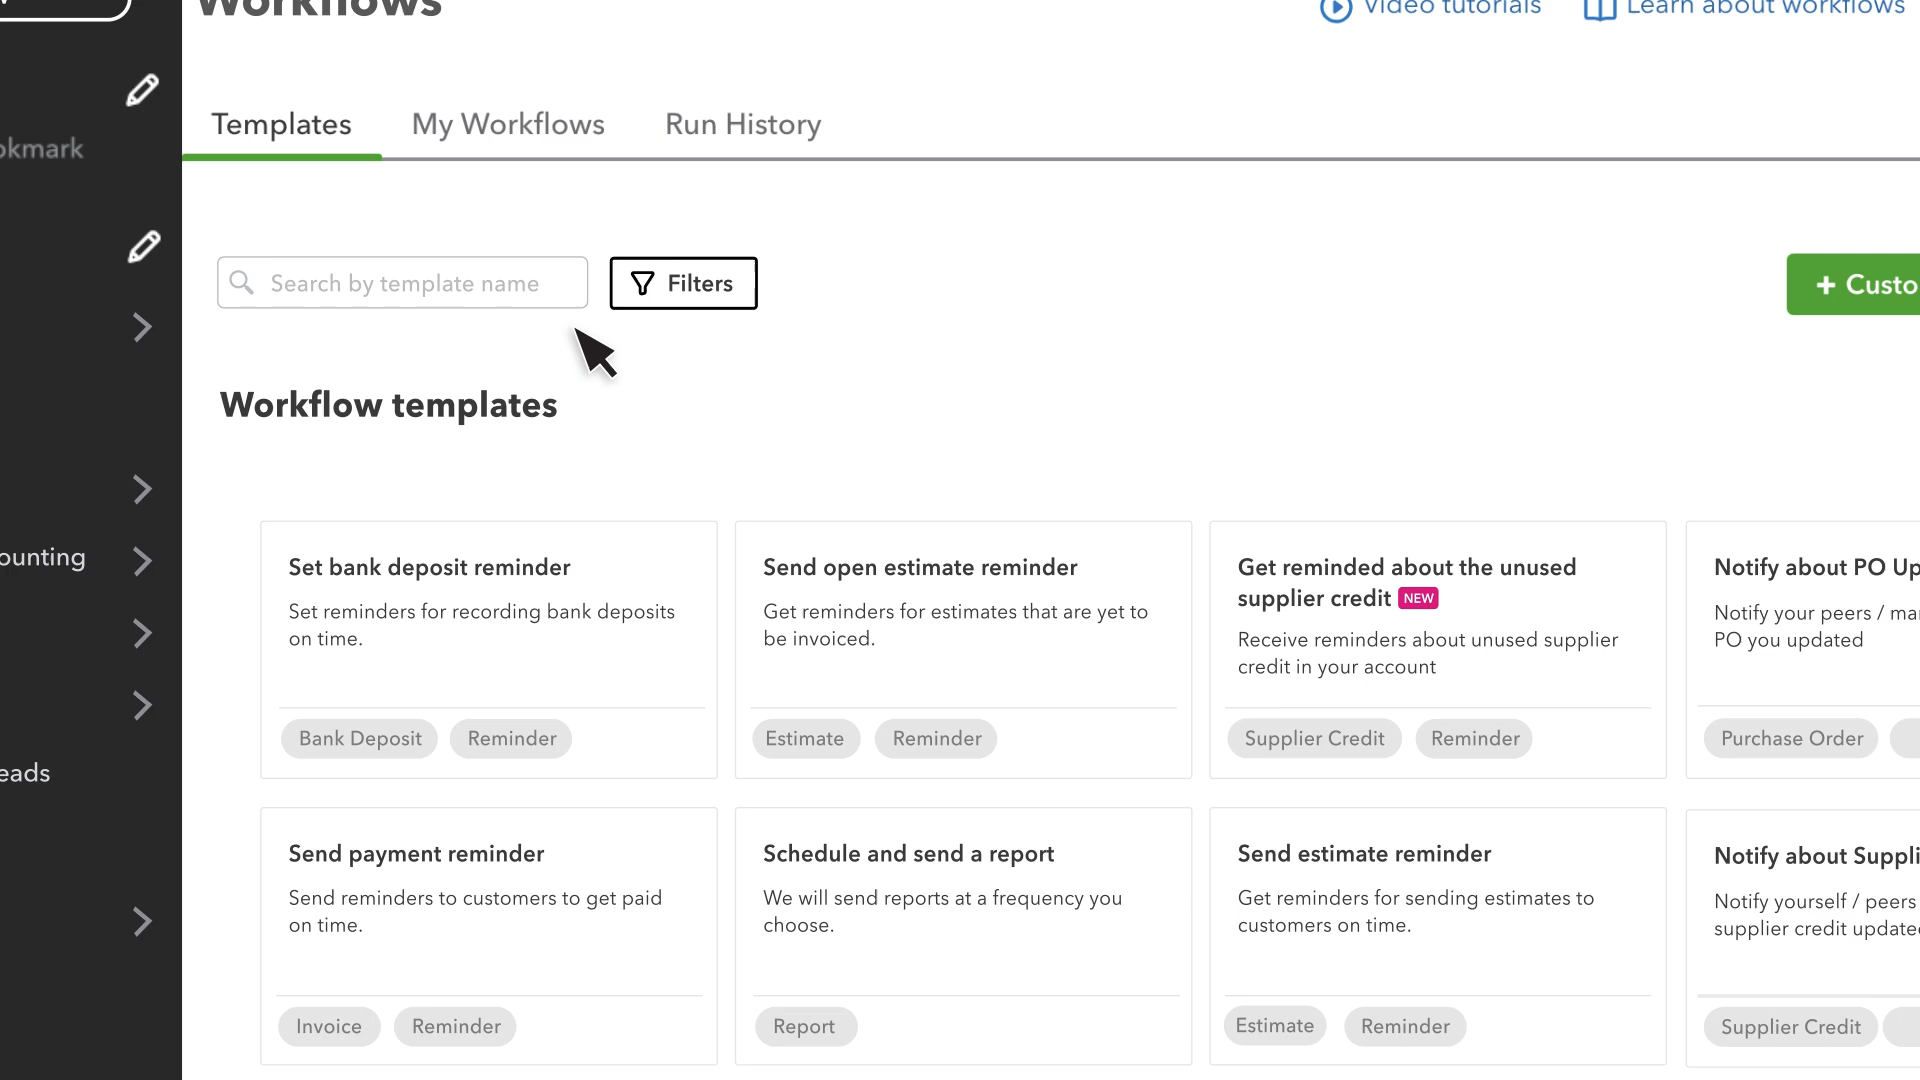 Workflows
Video tutorials
Learn about workflows
okmark
Templates
My Workflows
Run History
Search by template name
Filters
+ Custo
Workflow templates
ounting
eads
Set bank deposit reminder
Set reminders for recording bank deposits
on time.
Bank Deposit
Reminder
Send open estimate reminder
Get reminders for estimates that are yet to
be invoiced.
Estimate
Reminder
Get reminded about the unused
supplier credit NEW
Receive reminders about unused supplier
credit in your account
Supplier Credit
Reminder
Notify about PO Up
Notify your peers / ma
PO you updated
Purchase Order
Send payment reminder
Send reminders to customers to get paid
on time.
Invoice
Reminder
Schedule and send a report
We will send reports at a frequency you
choose.
Report
Send estimate reminder
Get reminders for sending estimates to
customers on time.
Estimate
Reminder
Notify about Suppli
Notify yourself / peers
supplier credit update
Supplier Credit